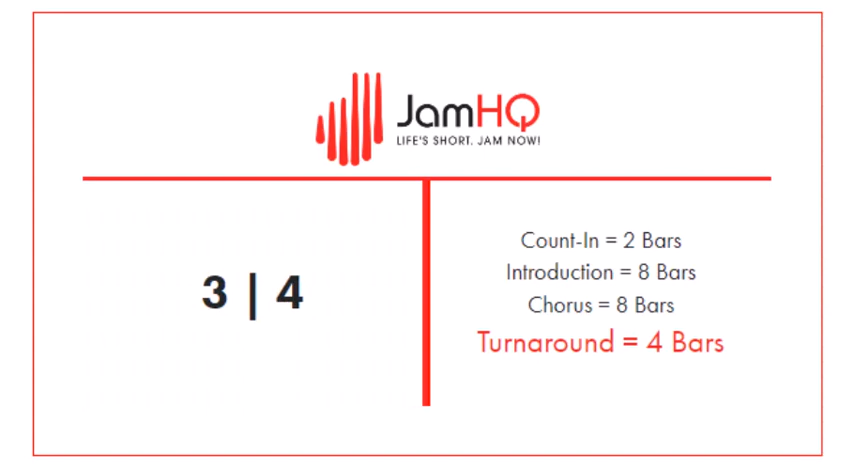 JamHQ
LIFE'S SHORT. JAM NOW!
3 | 4
Count-In = 2 Bars
Introduction = 8 Bars
Chorus = 8 Bars
Turnaround = 4 Bars